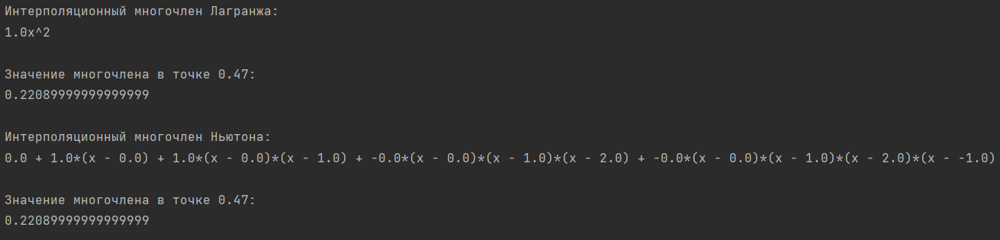 Интерполяционный многочлен Лагранжа:
1.0x^2
Значение многочлена в точке 0.47:
0.22089999999999999
Интерполяционный многочлен Ньютона:
0.0 + 1.0*(x - 0.0) + 1.0*(x - 0.0)*(x - 1.0) + -0.0*(x - 0.0)*(x - 1.0)*(x - 2.0) + -0.0*(x - 0.0)*(x - 1.0)*(x - 2.0)*(x - -1.0)
Значение многочлена в точке 0.47:
0.22089999999999999